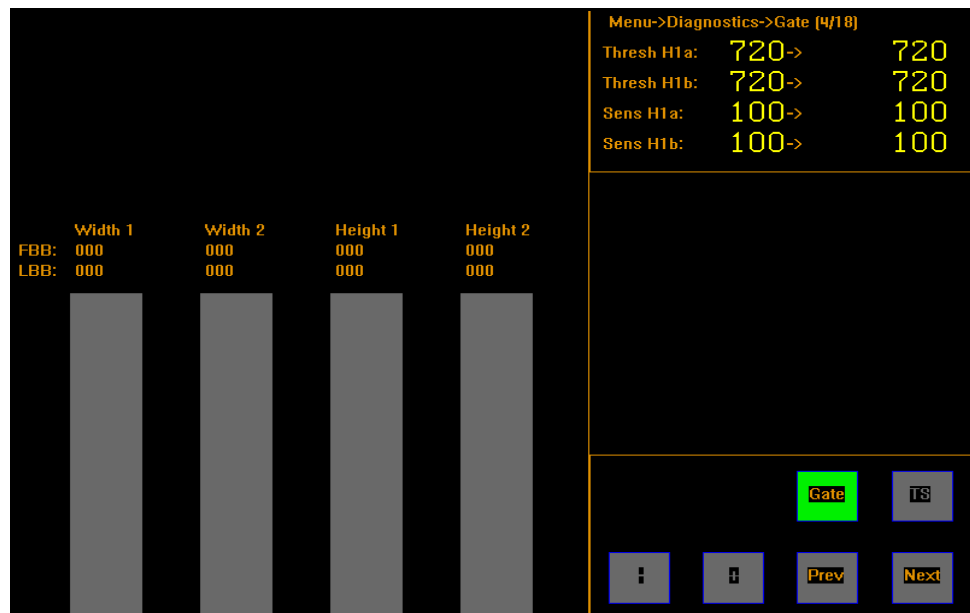 Menu->Diagnostics->Gate (4/18)
Thresh H1a: 720-> 720
Thresh H1b: 720-> 720
Sens H1a: 100-> 100
Sens H1b: 100-> 100
Width 1 Width 2 Height 1 Height 2
FBB: 000 000 000 000
LBB: 000 000 000 000
Gate TS
Prev Next